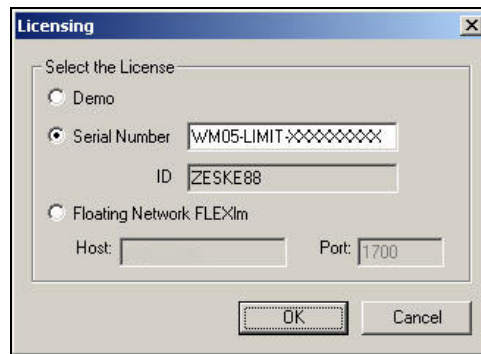 Licensing
Select the License
Demo
Serial Number WM05-LIMIT-XXXXXXXXXX
ID ZESKE88
Floating Network FLEXlm
Host: Port: 1700
OK Cancel